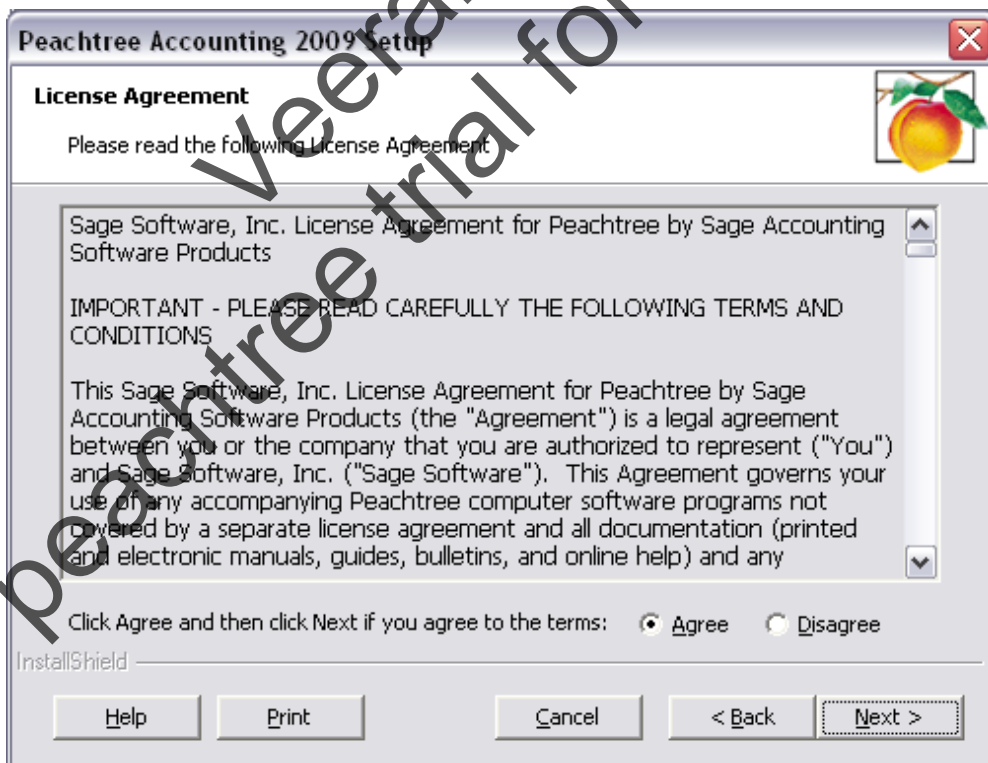 Peachtree Accounting 2009 Setup
License Agreement
Please read the following License Agreement
Sage Software, Inc. License Agreement for Peachtree by Sage Accounting
Software Products
IMPORTANT - PLEASE READ CAREFULLY THE FOLLOWING TERMS AND
CONDITIONS
This Sage Software, Inc. License Agreement for Peachtree by Sage
Accounting Software Products (the "Agreement") is a legal agreement
between you or the company that you are authorized to represent ("You")
and Sage Software, Inc. ("Sage Software").  This Agreement governs your
use of any accompanying Peachtree computer software programs not
covered by a separate license agreement and all documentation (printed
and electronic manuals, guides, bulletins, and online help) and any
Click Agree and then click Next if you agree to the terms:
Agree
Disagree
InstallShield
Help
Print
Cancel
< Back
Next >
peachtree trial for